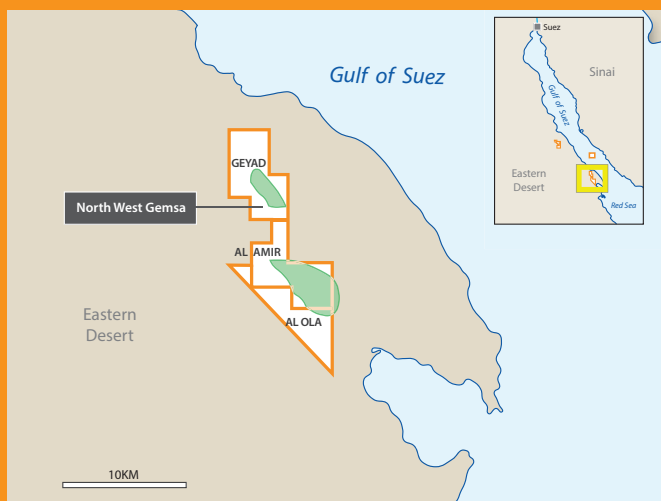 Gulf of Suez
GEYAD
North West Gemsa
AL AMIR
Eastern
Desert
AL OLA
10KM
Suez
Sinai
Gulf of Suez
Eastern
Desert
Red Sea